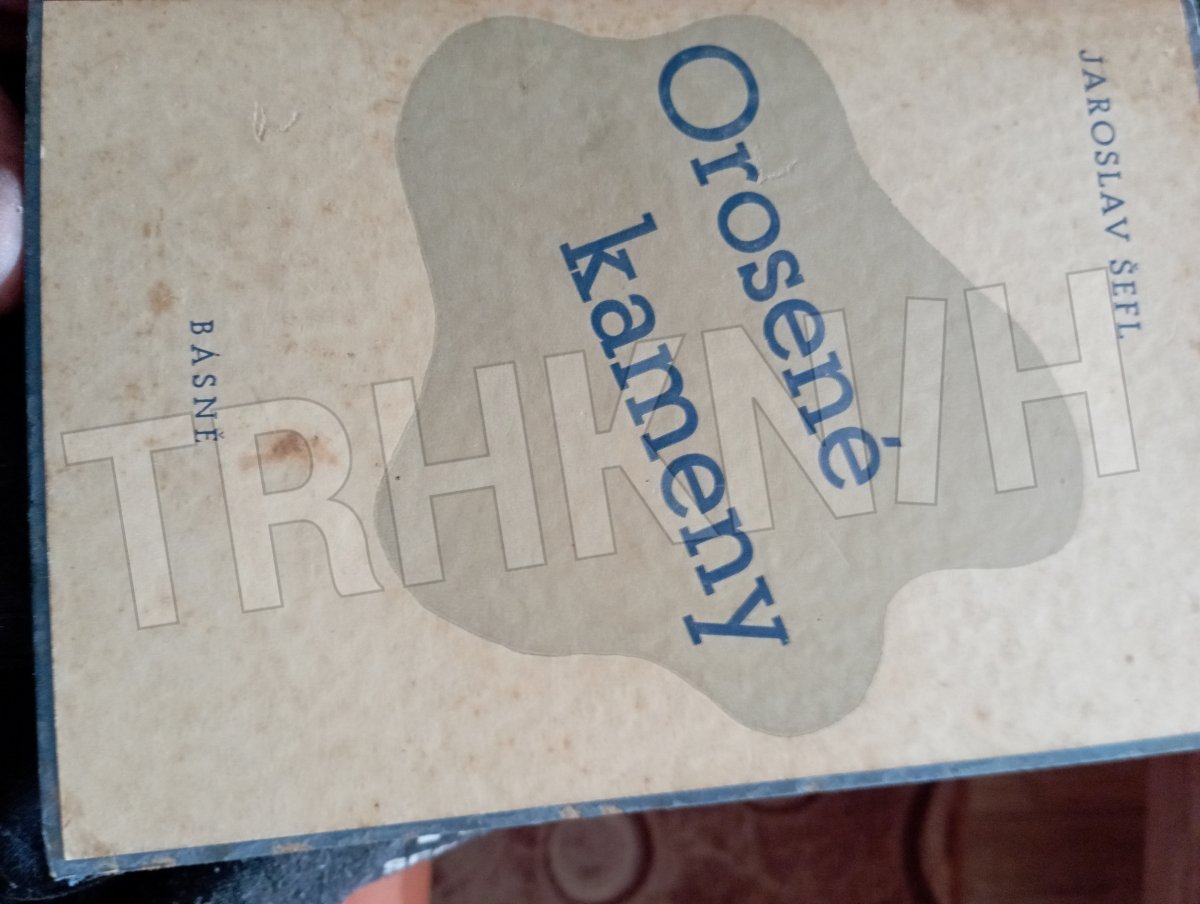 JAROSLAV ŠEFL
Orosené
kameny
BÁSNĚ
TRHKNIH